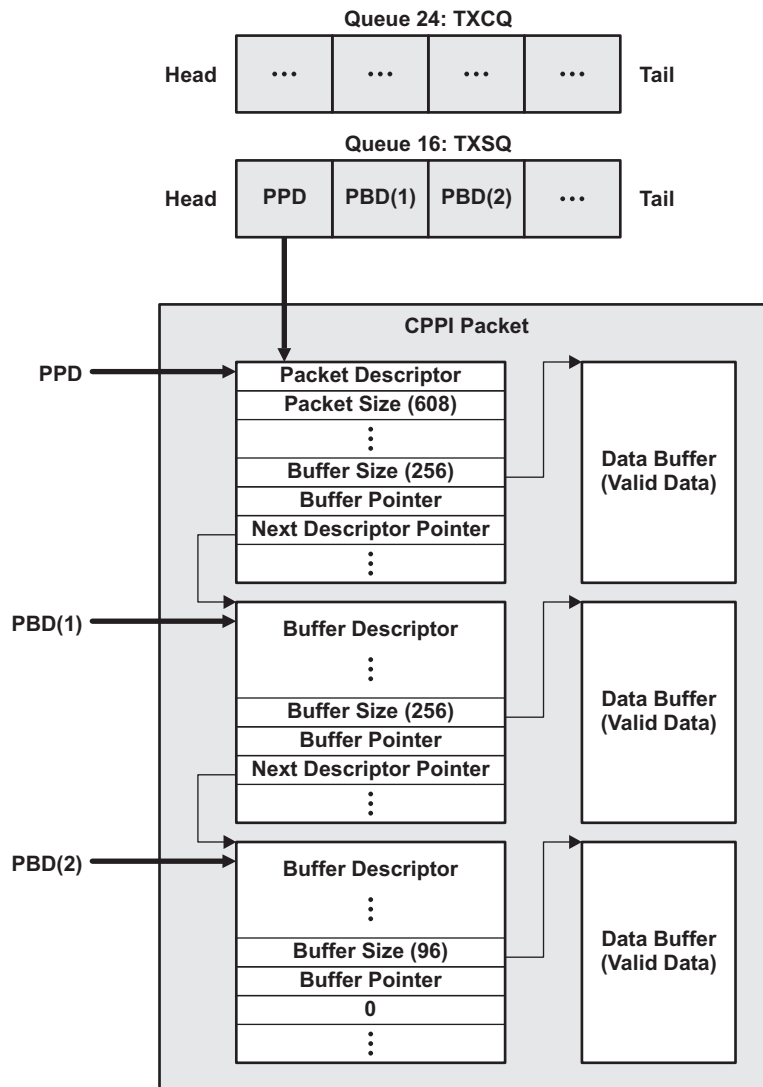 Queue 24: TXCQ
Head ... ... ... ... Tail
Queue 16: TXSQ
Head PPD PBD(1) PBD(2) ... Tail
CPPI Packet
PPD
Packet Descriptor
Packet Size (608)
⋮
Buffer Size (256)
Buffer Pointer
Next Descriptor Pointer
⋮
Data Buffer
(Valid Data)
PBD(1)
Buffer Descriptor
⋮
Buffer Size (256)
Buffer Pointer
Next Descriptor Pointer
⋮
Data Buffer
(Valid Data)
PBD(2)
Buffer Descriptor
⋮
Buffer Size (96)
Buffer Pointer
0
⋮
Data Buffer
(Valid Data)